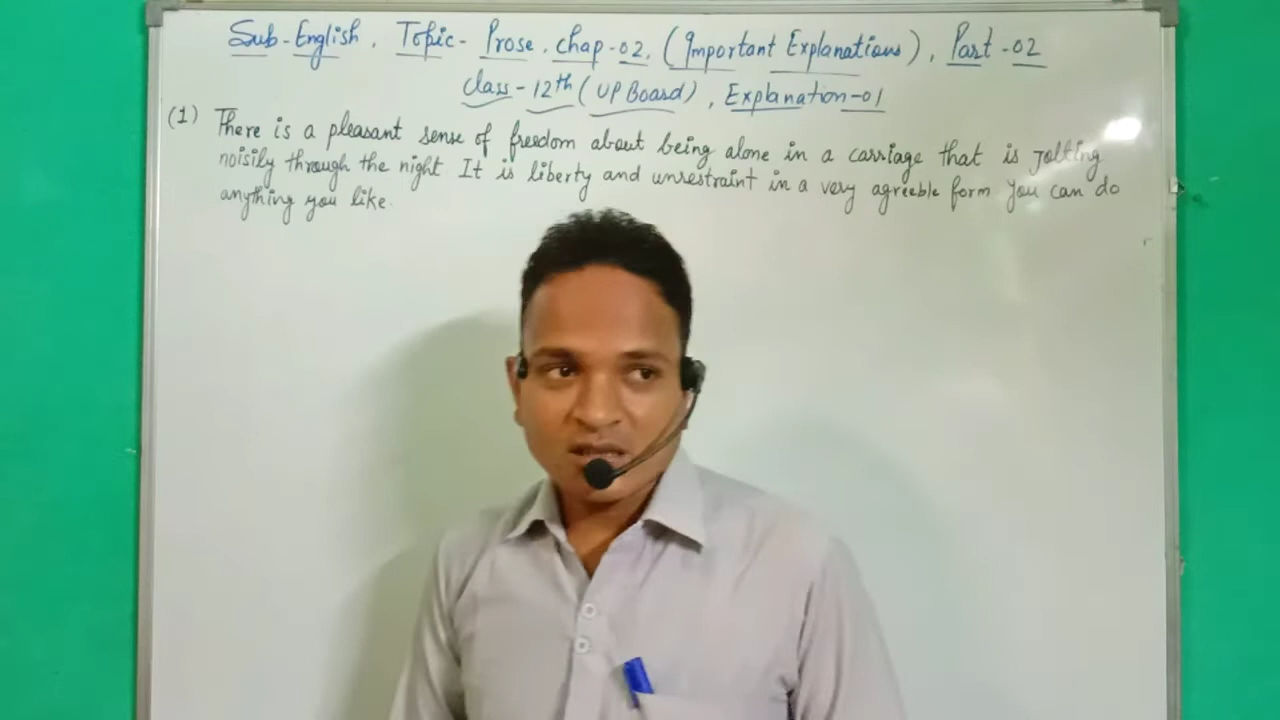 Sub-English, Topic- Prose, chap-02, (Important Explanations), Part-02
Class-12th (UP Board), Explanation-01
(1) There is a pleasant sense of freedom about being alone in a carriage that is jolting
noisily through the night It is liberty and unrestraint in a very agreeble form you can do
anything you like.